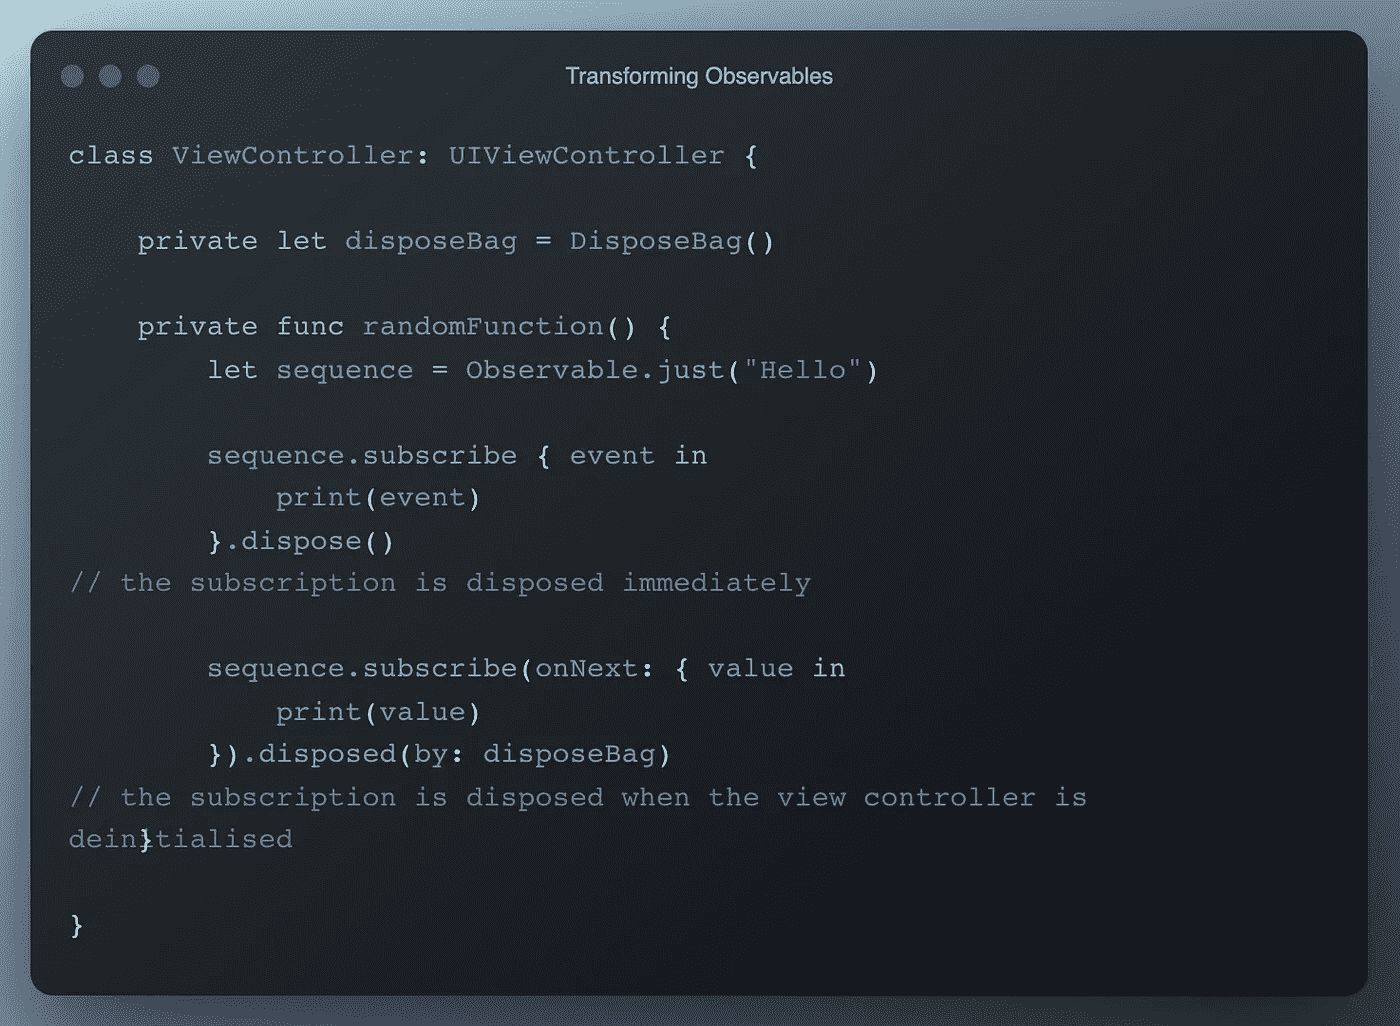 Transforming Observables
class ViewController: UIViewController {
private let disposeBag = DisposeBag()
private func randomFunction() {
let sequence = Observable.just("Hello")
sequence.subscribe { event in
print(event)
}.dispose()
// the subscription is disposed immediately
sequence.subscribe(onNext: { value in
print(value)
}).disposed(by: disposeBag)
// the subscription is disposed when the view controller is
deinitialised
}
}